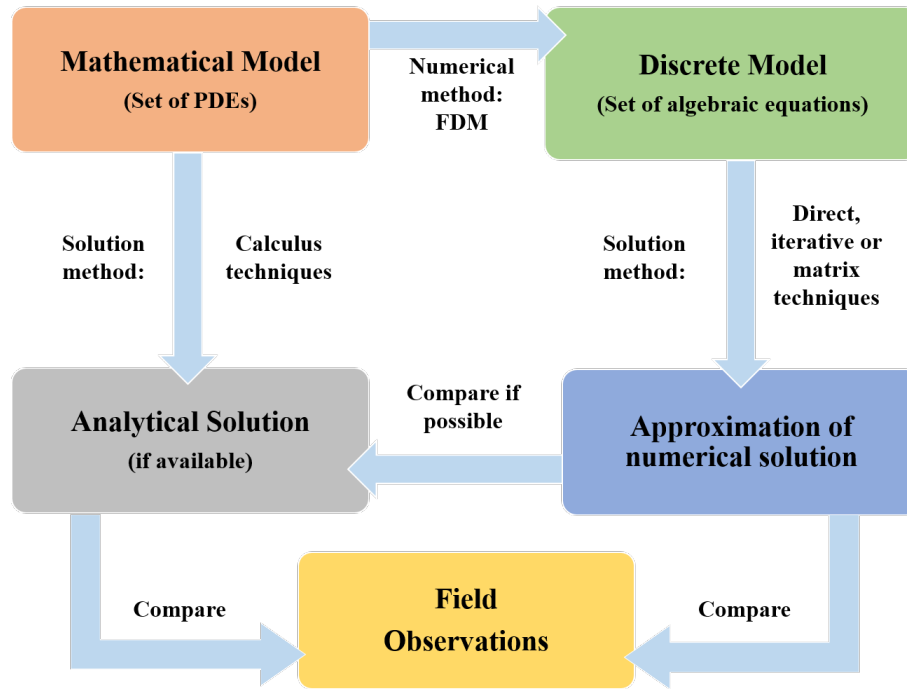 Mathematical Model
(Set of PDEs)
Numerical
method:
FDM
Discrete Model
(Set of algebraic equations)
Solution
method:
Calculus
techniques
Solution
method:
Direct,
iterative or
matrix
techniques
Analytical Solution
(if available)
Compare if
possible
Approximation of
numerical solution
Compare
Field
Observations
Compare